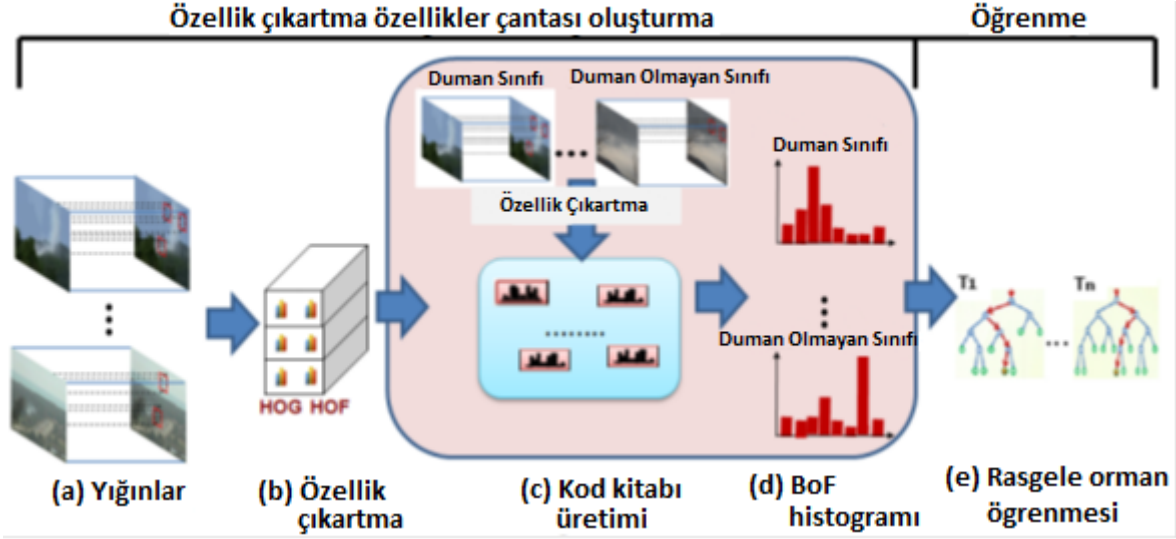 Özellik çıkartma özellikler çantası oluşturma
Öğrenme
Duman Sınıfı
Duman Olmayan Sınıfı
Özellik Çıkartma
Duman Sınıfı
Duman Olmayan Sınıfı
HOG HOF
T1
Tn
(a) Yığınlar
(b) Özellik
çıkartma
(c) Kod kitabı
üretimi
(d) BoF
histogramı
(e) Rasgele orman
ögrenmesi